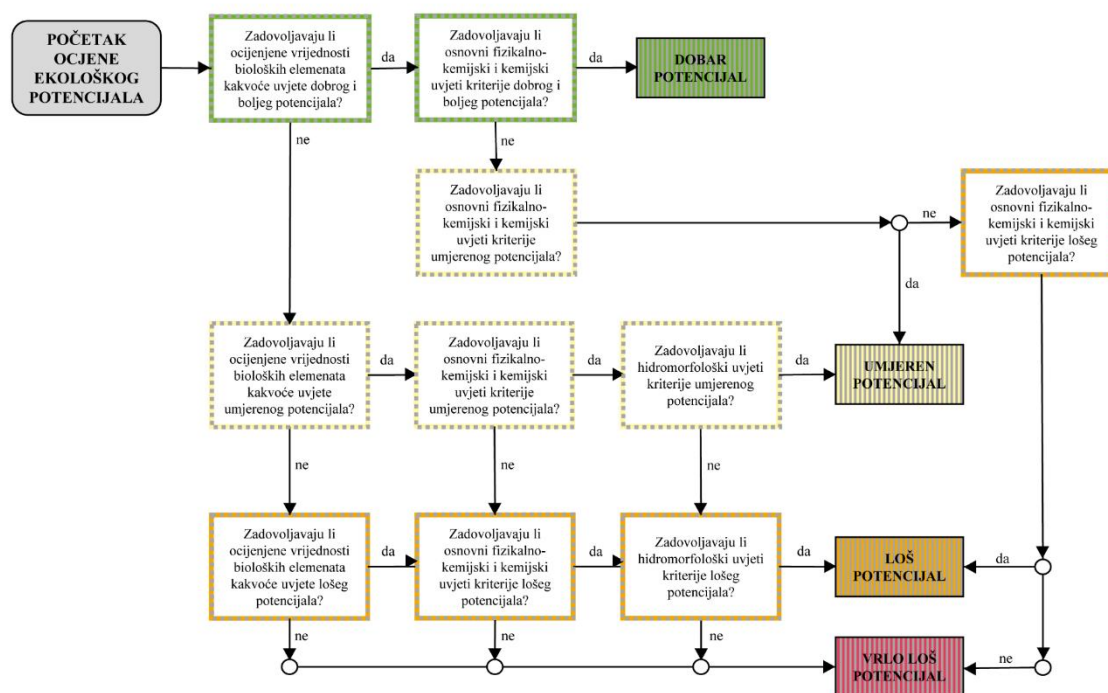 POČETAK
OCJENE
EKOLOŠKOG
POTENCIJALA
Zadovoljavaju li
ocijenjene vrijednosti
bioloških elemenata
kakvoće uvjete dobrog i
boljeg potencijala?
da
Zadovoljavaju li
osnovni fizikalno-
kemijski i kemijski
uvjeti kriterije dobrog i
boljeg potencijala?
da
DOBAR
POTENCIJAL
ne
ne
Zadovoljavaju li
osnovni fizikalno-
kemijski i kemijski
uvjeti kriterije
umjerenog potencijala?
ne
Zadovoljavaju li
osnovni fizikalno-
kemijski i kemijski
uvjeti kriterije lošeg
potencijala?
da
Zadovoljavaju li
ocijenjene vrijednosti
bioloških elemenata
kakvoće uvjete
umjerenog potencijala?
da
Zadovoljavaju li
osnovni fizikalno-
kemijski i kemijski
uvjeti kriterije
umjerenog potencijala?
da
Zadovoljavaju li
hidromorfološki uvjeti
kriterije umjerenog
potencijala?
da
UMJEREN
POTENCIJAL
ne
ne
ne
Zadovoljavaju li
ocijenjene vrijednosti
bioloških elemenata
kakvoće uvjete lošeg
potencijala?
da
Zadovoljavaju li
osnovni fizikalno-
kemijski i kemijski
uvjeti kriterije lošeg
potencijala?
da
Zadovoljavaju li
hidromorfološki uvjeti
kriterije lošeg
potencijala?
da
LOŠ
POTENCIJAL
da
ne
ne
ne
VRLO LOŠ
POTENCIJAL
ne